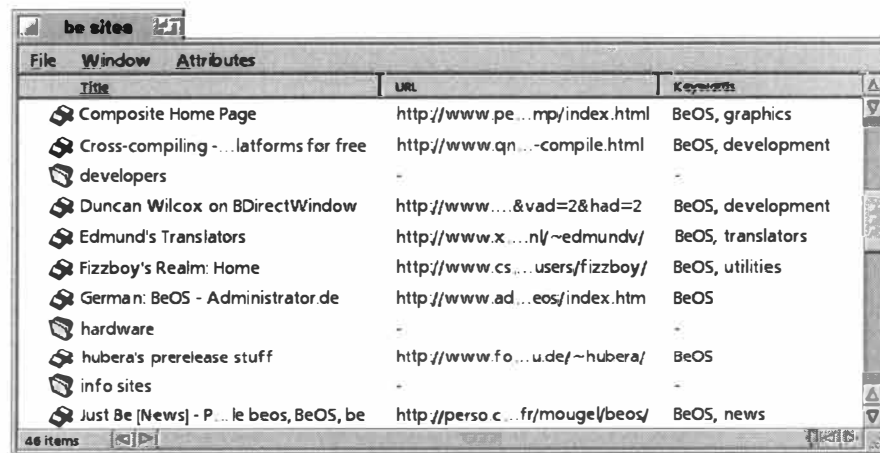 be sites
File Window Attributes
Title URL Keywords
Composite Home Page http://www.pe...mp/index.html BeOS, graphics
Cross-compiling -...latforms for free http://www.qn...-compile.html BeOS, development
developers - -
Duncan Wilcox on BDirectWindow http://www....&vad=2&had=2 BeOS, development
Edmund's Translators http://www.x...nl/~edmundv/ BeOS, translators
Fizzboy's Realm: Home http://www.cs...users/fizzboy/ BeOS, utilities
German: BeOS - Administrator.de http://www.ad...eos/index.htm BeOS
hardware - -
hubera's prerelease stuff http://www.fo...u.de/~hubera/ BeOS
info sites - -
Just Be [News] - P...le beos, BeOS, be http://perso.c...fr/mougel/beos/ BeOS, news
46 items